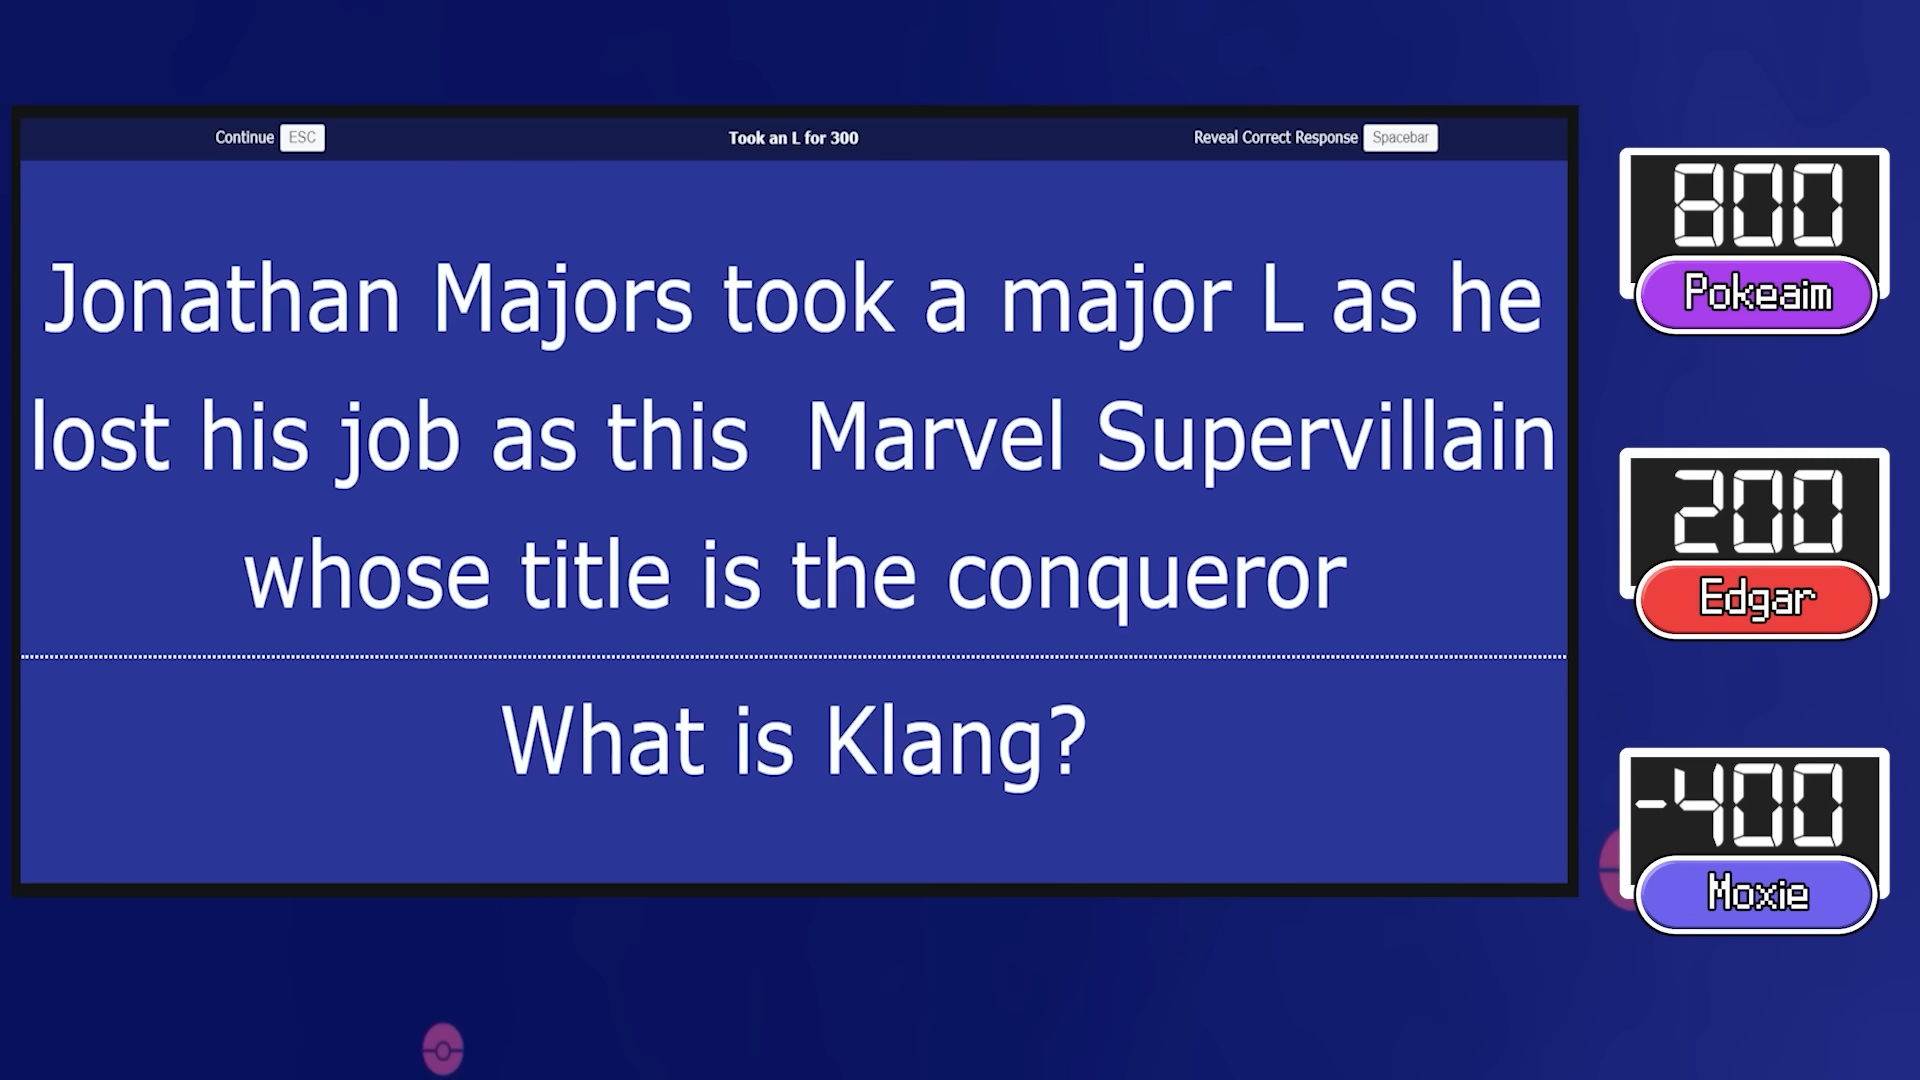 Continue ESC
Took an L for 300
Reveal Correct Response Spacebar
Jonathan Majors took a major L as he
lost his job as this  Marvel Supervillain
whose title is the conqueror
What is Klang?
800
Pokeaim
200
Edgar
-400
Moxie